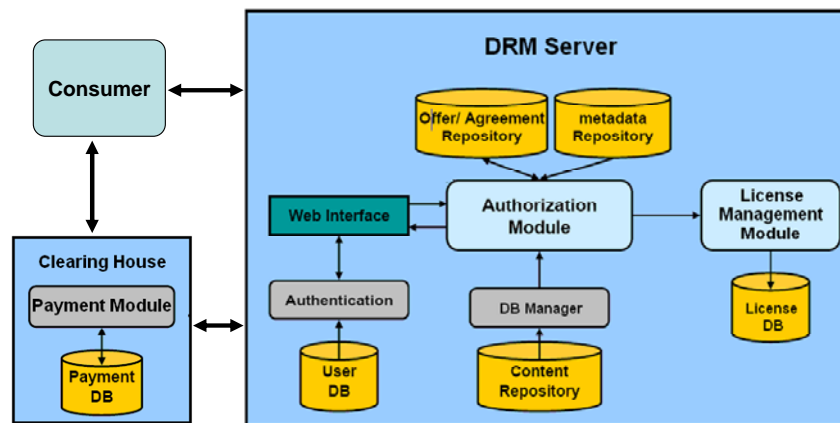 DRM Server
Consumer
Offer/ Agreement
Repository
metadata
Repository
Web Interface
Authorization
Module
License
Management
Module
Clearing House
Payment Module
Authentication
DB Manager
License
DB
Payment
DB
User
DB
Content
Repository